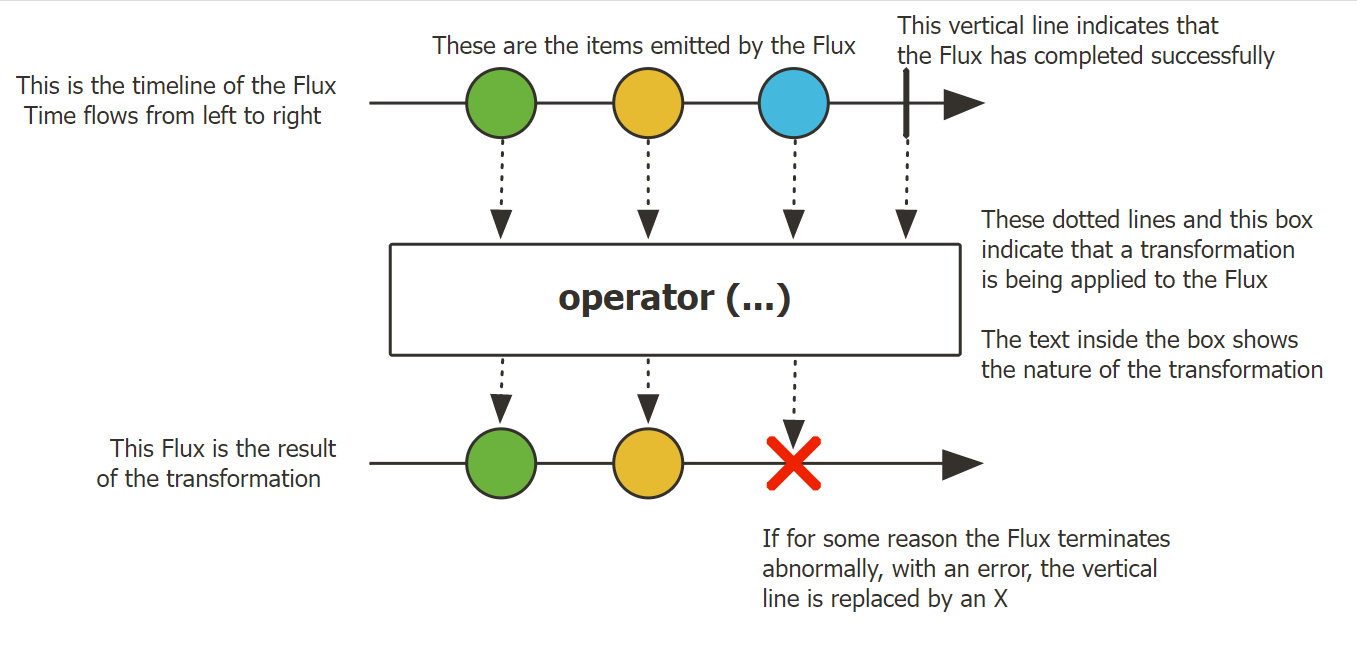 These are the items emitted by the Flux
This vertical line indicates that
the Flux has completed successfully
This is the timeline of the Flux
Time flows from left to right
These dotted lines and this box
indicate that a transformation
is being applied to the Flux
operator (...)
The text inside the box shows
the nature of the transformation
This Flux is the result
of the transformation
If for some reason the Flux terminates
abnormally, with an error, the vertical
line is replaced by an X